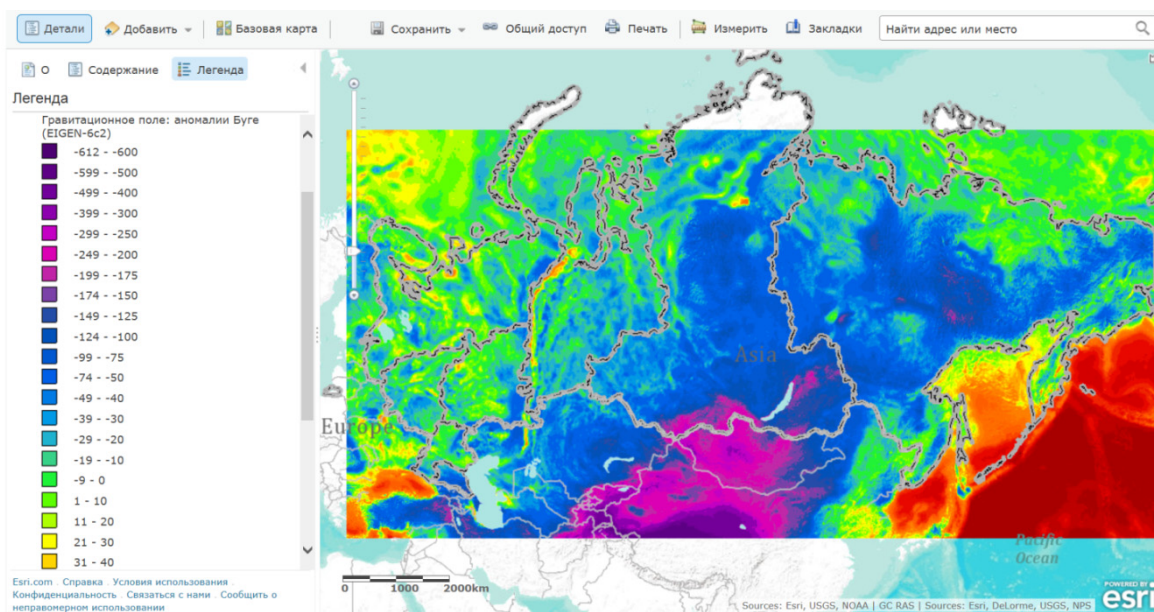 Детали
Добавить
Базовая карта
Сохранить
Общий доступ
Печать
Измерить
Закладки
Найти адрес или место
О
Содержание
Легенда
Легенда
Гравитационное поле: аномалии Буге
(EIGEN-6c2)
-612 - -600
-599 - -500
-499 - -400
-399 - -300
-299 - -250
-249 - -200
-199 - -175
-174 - -150
-149 - -125
-124 - -100
-99 - -75
-74 - -50
-49 - -40
-39 - -30
-29 - -20
-19 - -10
-9 - 0
1 - 10
11 - 20
21 - 30
31 - 40
Esri.com . Справка . Условия использования .
Конфиденциальность . Связаться с нами . Сообщить о
неправомерном использовании
Asia
Europe
Pacific
Ocean
0 1000 2000km
POWERED BY
esri
Sources: Esri, USGS, NOAA | GC RAS | Sources: Esri, DeLorme, USGS, NPS